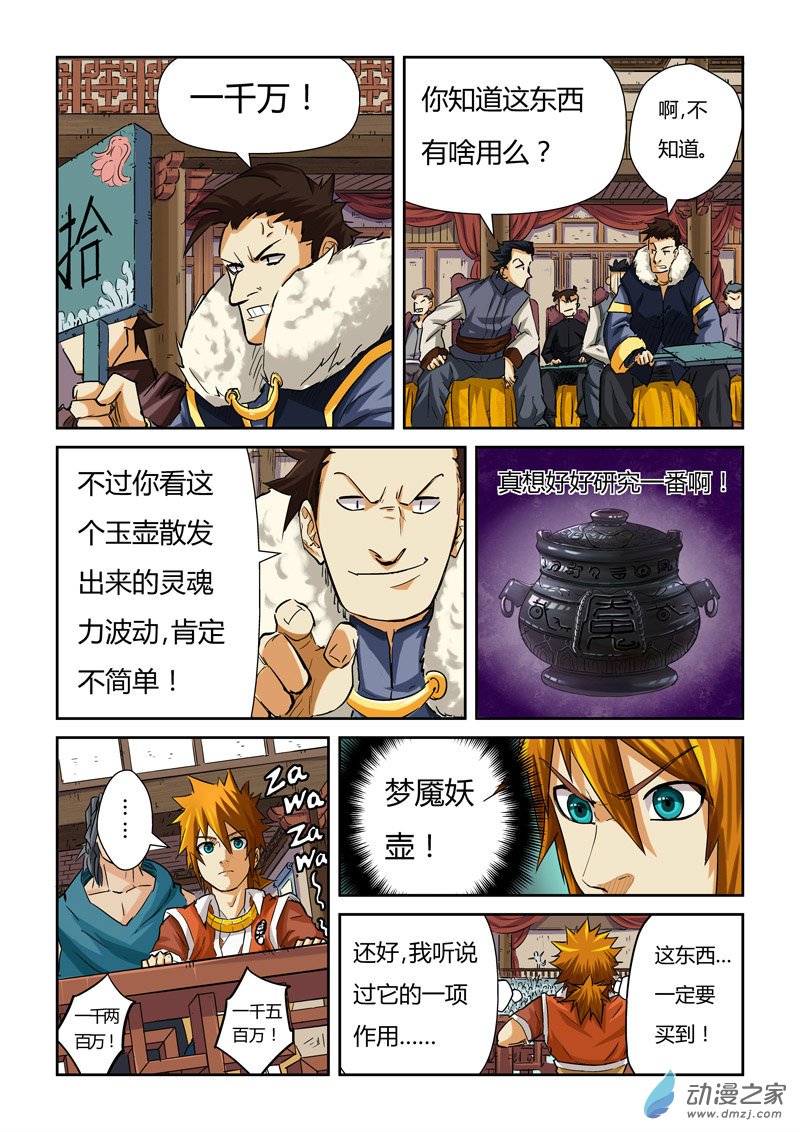 一千万！
拾
你知道这东西
有啥用么？
啊，不
知道。
不过你看这
个玉壶散发
出来的灵魂
力波动，肯定
不简单！
真想好好研究一番啊！
……
Za
wa
Za
wa
~
一千两
百万！
一千五
百万！
梦魇妖
壶！
还好，我听说
过它的一项
作用……
这东西…
一定要
买到！
动漫之家
www.dmzj.com